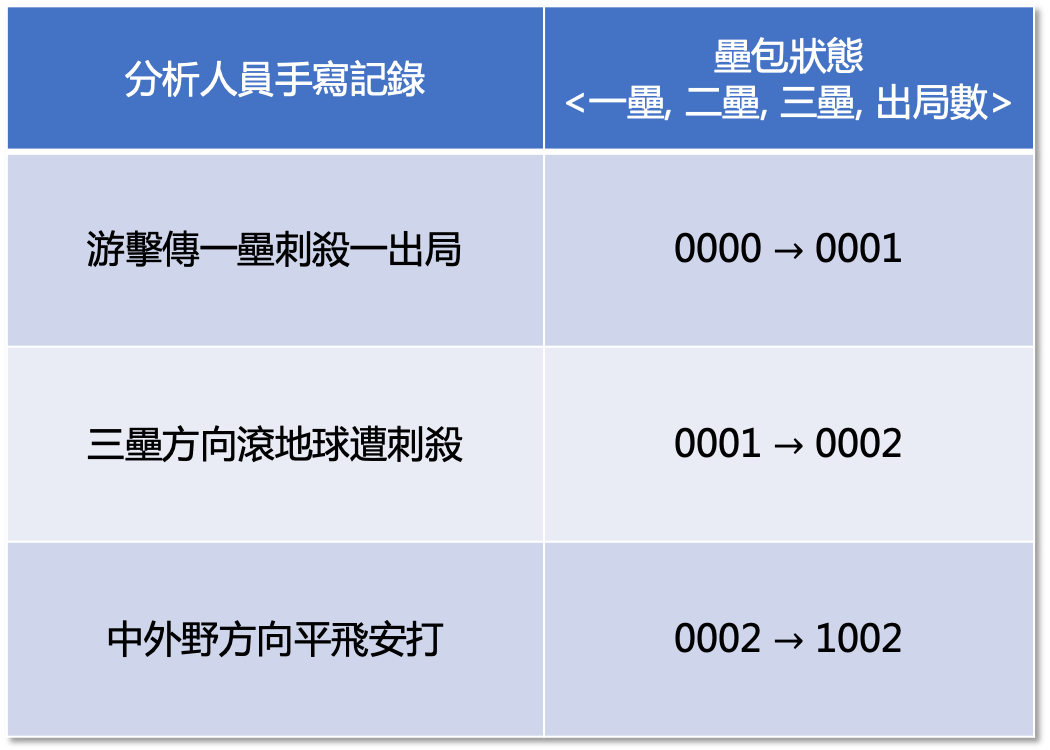 分析人員手寫記錄
壘包狀態
<一壘, 二壘, 三壘, 出局數>
游擊傳一壘刺殺一出局
0000 → 0001
三壘方向滾地球遭刺殺
0001 → 0002
中外野方向平飛安打
0002 → 1002